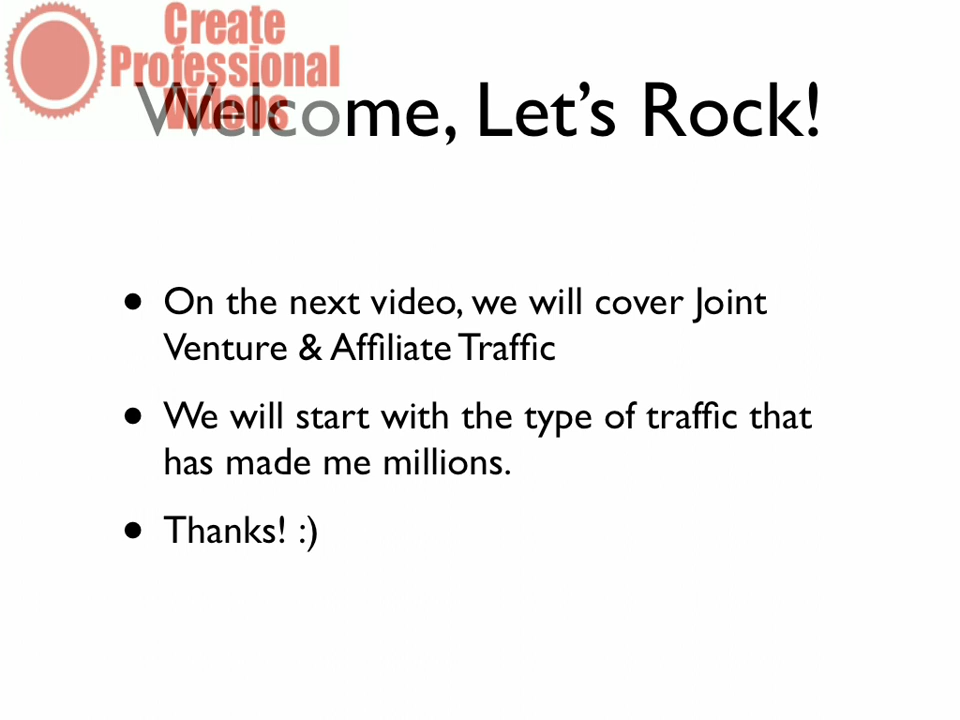 Create
Professional
Videos
Welcome, Let's Rock!
• On the next video, we will cover Joint
Venture & Affiliate Traffic
• We will start with the type of traffic that
has made me millions.
• Thanks! :)